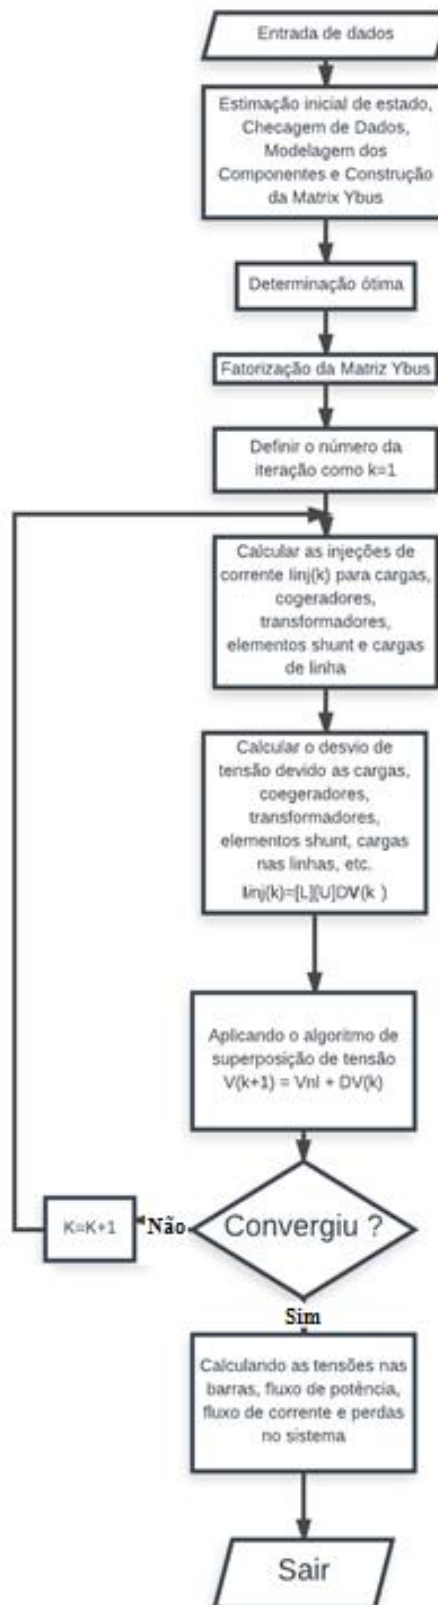 Entrada de dados
Estimação inicial de estado,
Checagem de Dados,
Modelagem dos
Componentes e Construção
da Matrix Ybus
Determinação ótima
Fatorização da Matriz Ybus
Definir o número da
iteração como k=1
Calcular as injeções de
corrente Iinj(k) para cargas,
cogeradores,
transformadores,
elementos shunt e cargas
de linha
Calcular o desvio de
tensão devido as cargas,
coegeradores,
transformadores,
elementos shunt, cargas
nas linhas, etc.
Iinj(k)=[L][U]DV(k )
Aplicando o algoritmo de
superposição de tensão
V(k+1) = Vnl + DV(k)
Convergiu ?
Não
K=K+1
Sim
Calculando as tensões nas
barras, fluxo de potência,
fluxo de corrente e perdas
no sistema
Sair